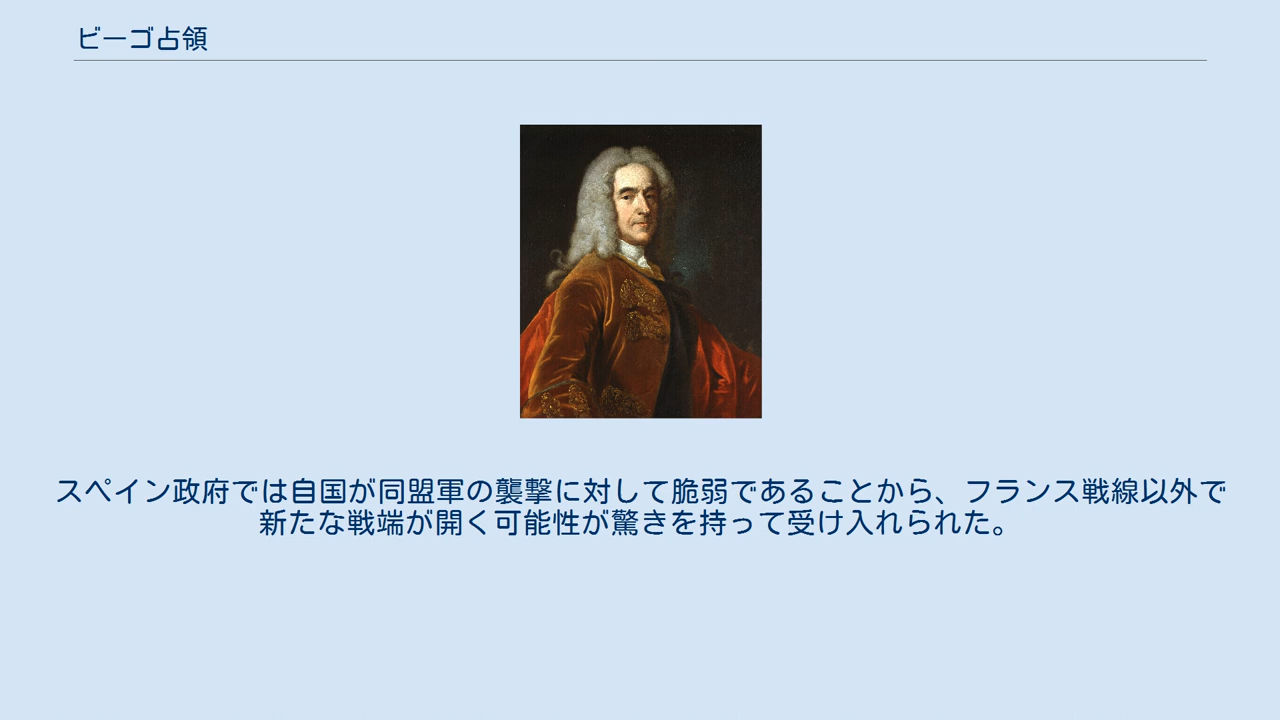 ビーゴ占領
スペイン政府では自国が同盟軍の襲撃に対して脆弱であることから、フランス戦線以外で
新たな戦端が開く可能性が驚きを持って受け入れられた。